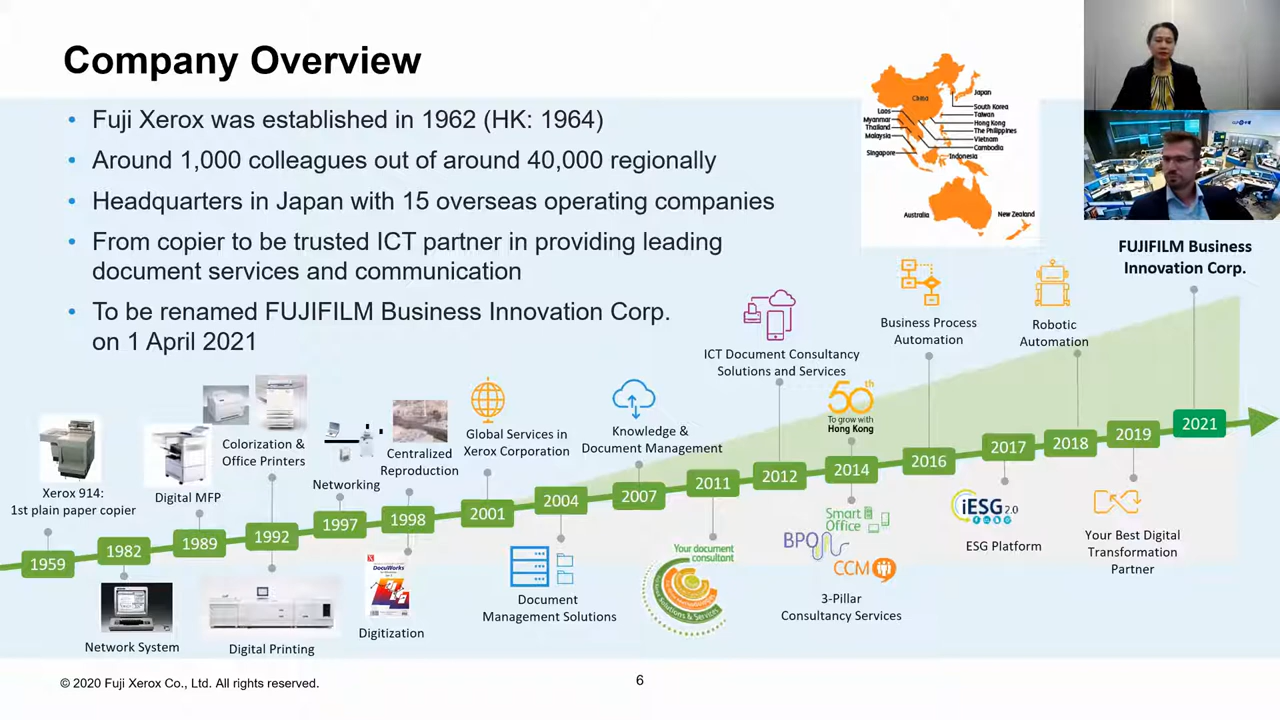 Company Overview
• Fuji Xerox was established in 1962 (HK: 1964)
• Around 1,000 colleagues out of around 40,000 regionally
• Headquarters in Japan with 15 overseas operating companies
• From copier to be trusted ICT partner in providing leading
document services and communication
• To be renamed FUJIFILM Business Innovation Corp.
on 1 April 2021
China
Japan
South Korea
Taiwan
Hong Kong
The Philippines
Vietnam
Cambodia
Indonesia
Laos
Myanmar
Thailand
Malaysia
Singapore
Australia
New Zealand
FUJIFILM Business
Innovation Corp.
Business Process
Automation
Robotic
Automation
ICT Document Consultancy
Solutions and Services
50th
To grow with
Hong Kong
Knowledge &
Document Management
Global Services in
Xerox Corporation
Centralized
Reproduction
Networking
Colorization &
Office Printers
Digital MFP
Xerox 914:
1st plain paper copier
1959
1982
1989
1992
1997
1998
2001
2004
2007
2011
2012
2014
2016
2017
2018
2019
2021
Network System
Digital Printing
DocuWorks
Digitization
Document
Management Solutions
Your document
consultant
Solutions & Services
Smart
Office
BPO
CCM
3-Pillar
Consultancy Services
iESG 2.0
ESG Platform
Your Best Digital
Transformation
Partner
© 2020 Fuji Xerox Co., Ltd. All rights reserved.
6